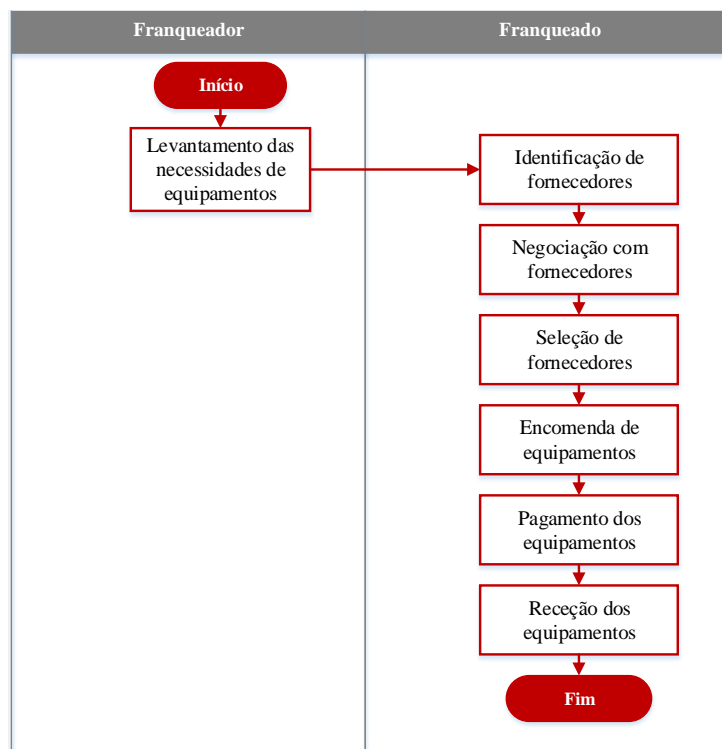 Franqueador
Franqueado
Início
Levantamento das
necessidades de
equipamentos
Identificação de
fornecedores
Negociação com
fornecedores
Seleção de
fornecedores
Encomenda de
equipamentos
Pagamento dos
equipamentos
Receção dos
equipamentos
Fim